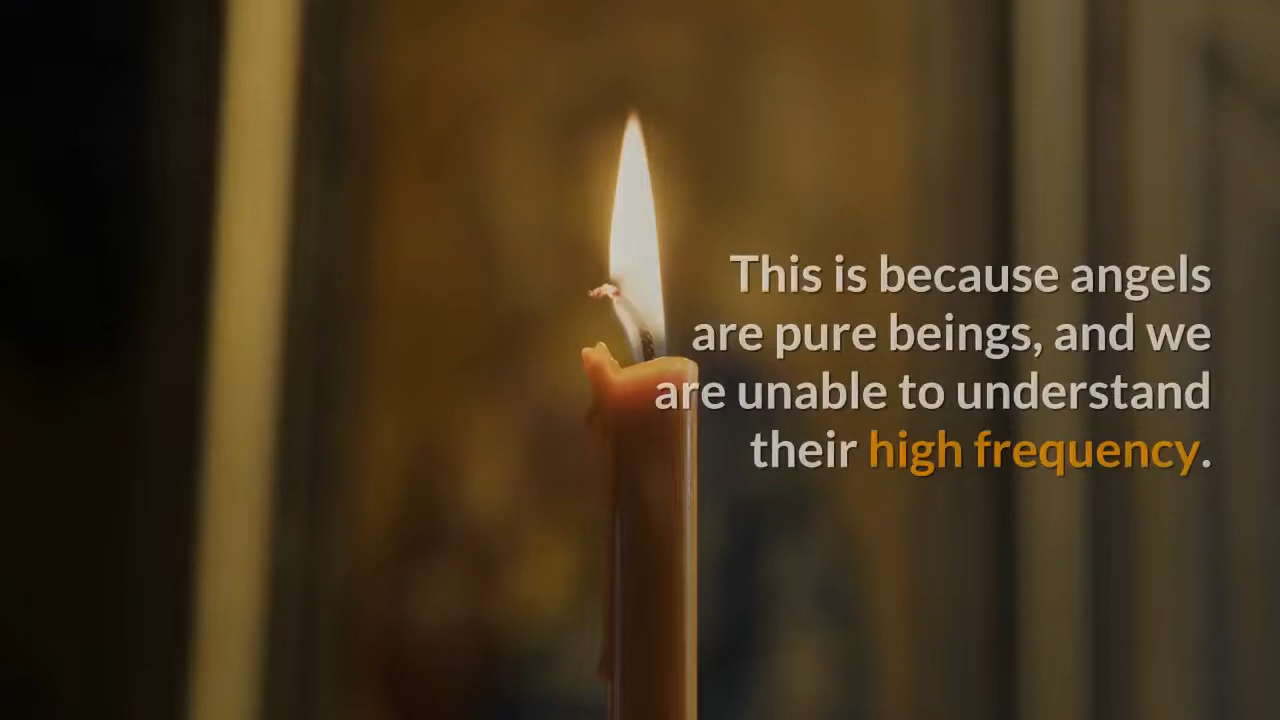 This is because angels
are pure beings, and we
are unable to understand
their high frequency.